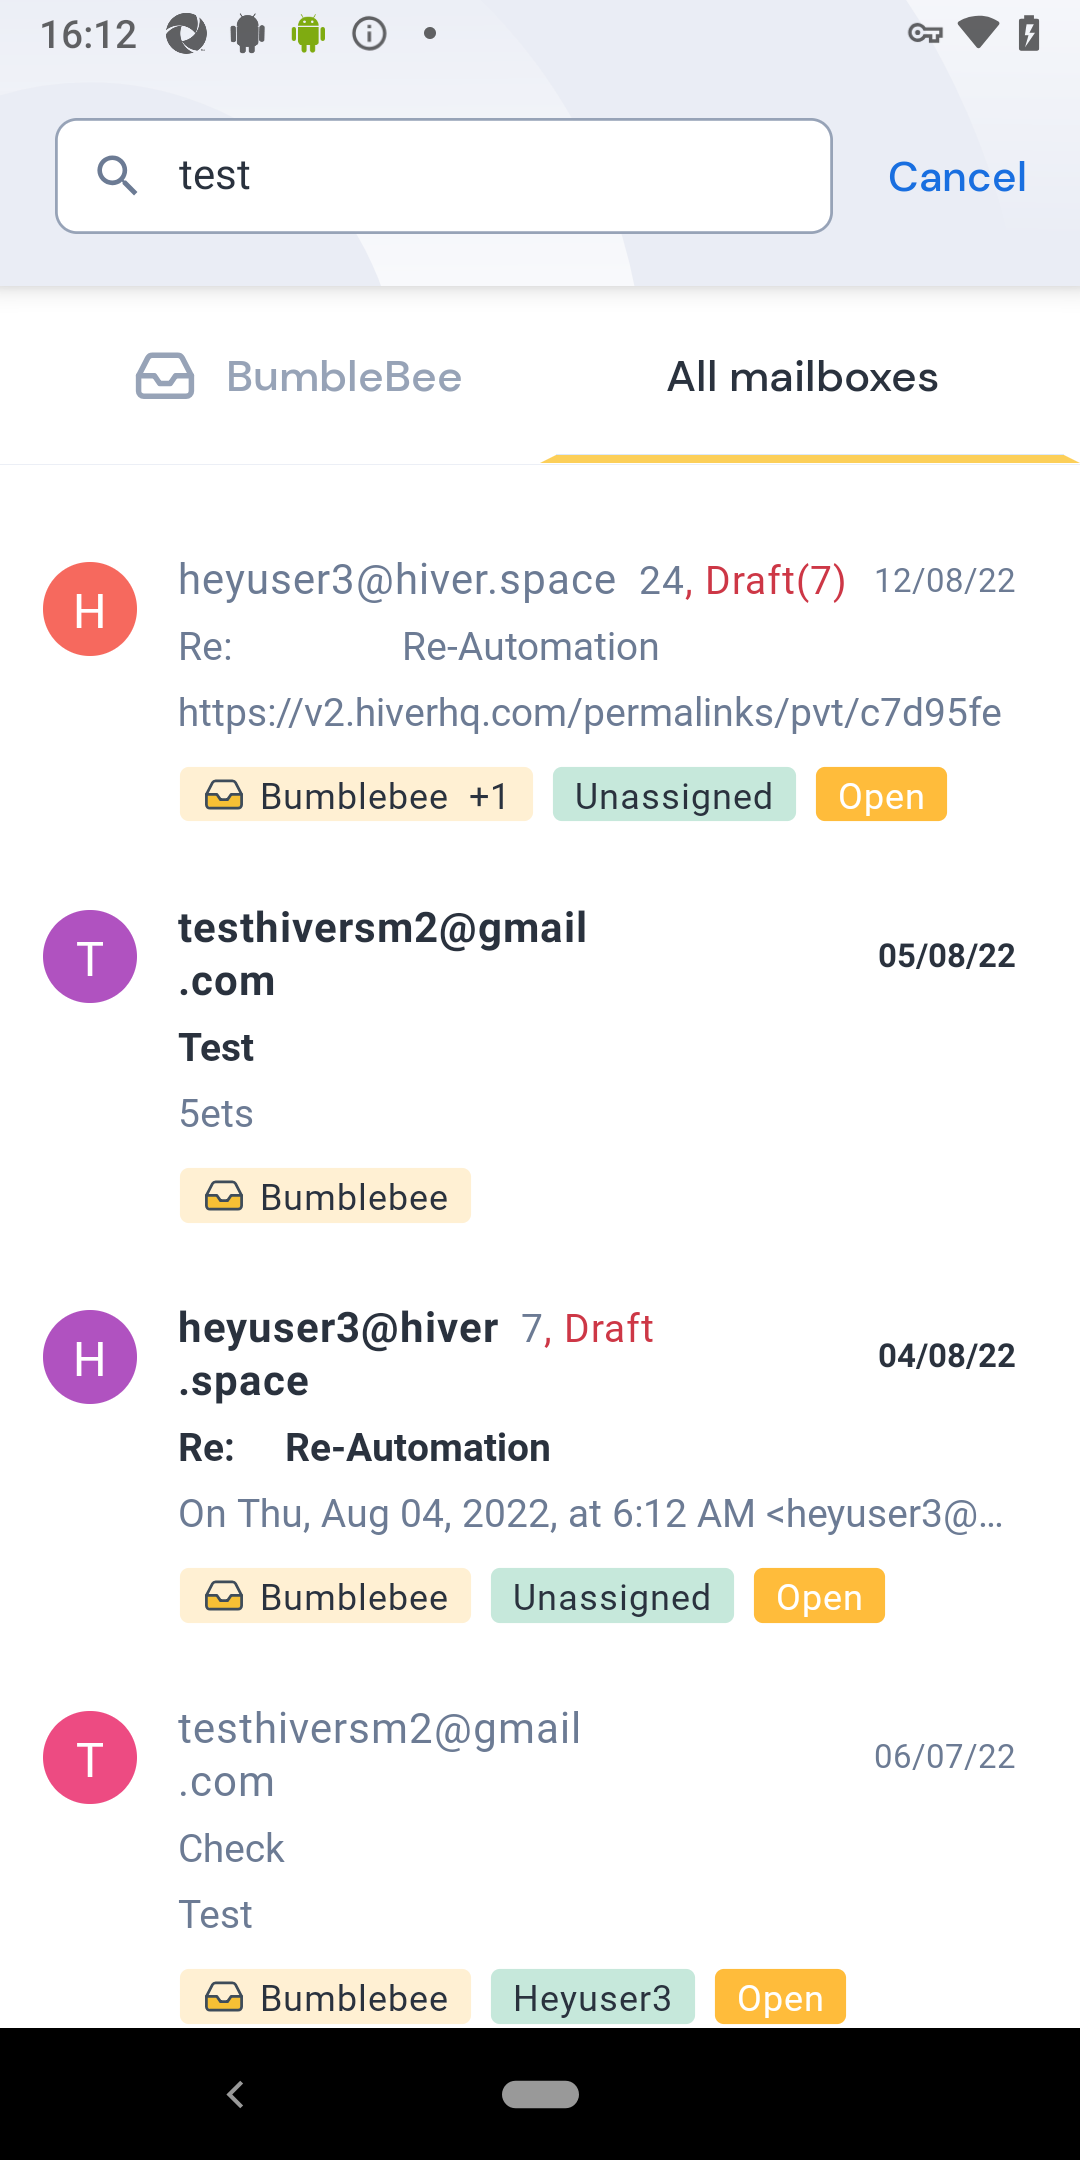 16:12
test
Cancel
BumbleBee
All mailboxes
H
heyuser3@hiver.space 24, Draft(7) 12/08/22
Re: Re-Automation
https://v2.hiverhq.com/permalinks/pvt/c7d95fe
Bumblebee +1 Unassigned Open
T
testhiversm2@gmail
.com
05/08/22
Test
5ets
Bumblebee
H
heyuser3@hiver 7, Draft
.space
04/08/22
Re: Re-Automation
On Thu, Aug 04, 2022, at 6:12 AM <heyuser3@...
Bumblebee Unassigned Open
T
testhiversm2@gmail
.com
06/07/22
Check
Test
Bumblebee Heyuser3 Open